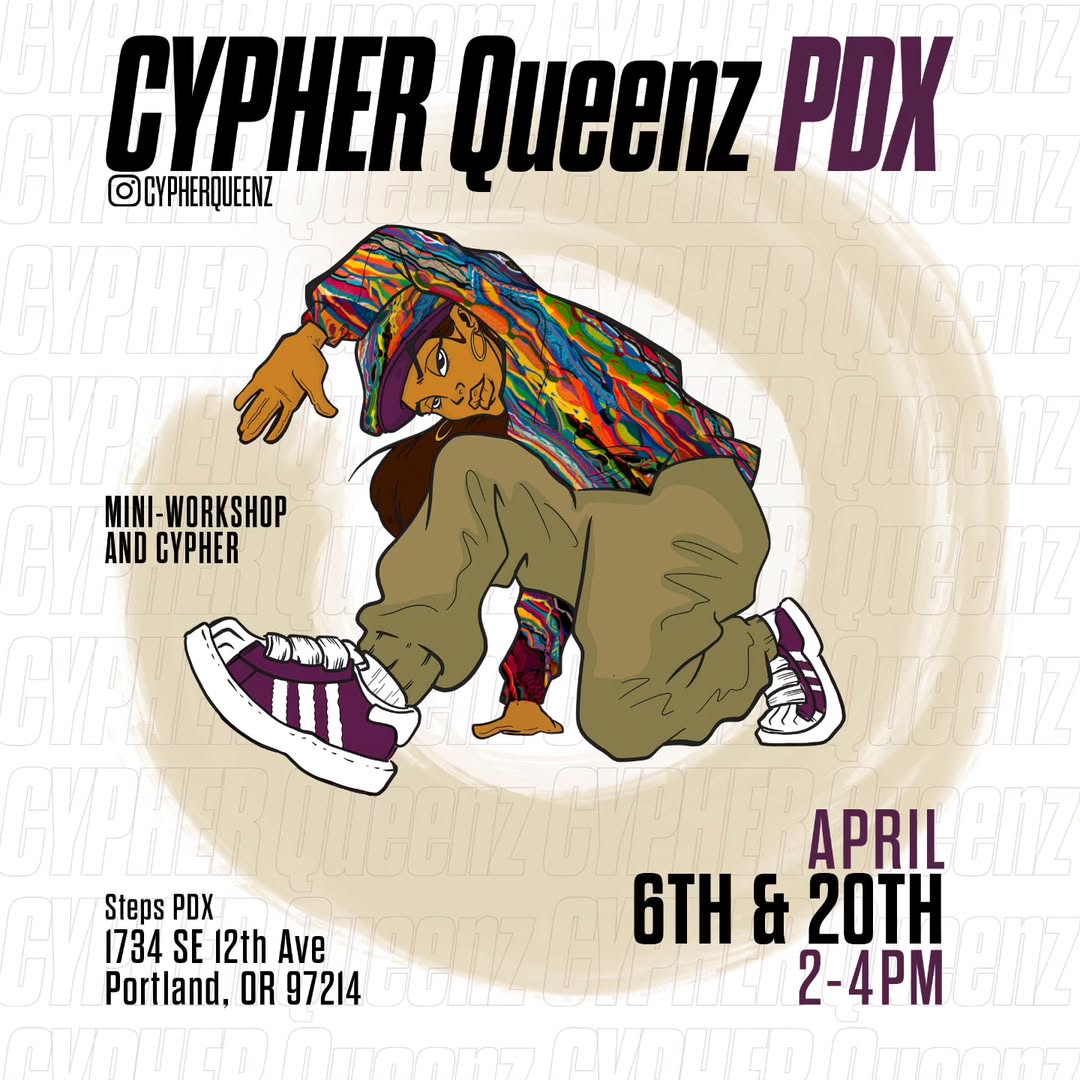 CYPHER Queenz PDX
CYPHERQUEENZ
MINI-WORKSHOP
AND CYPHER
APRIL
6TH & 20TH
2-4PM
Steps PDX
1734 SE 12th Ave
Portland, OR 97214